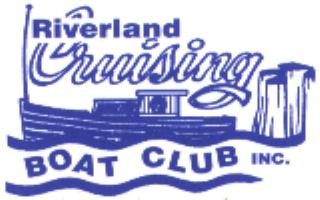 Riverland
Cruising
BOAT CLUB INC.